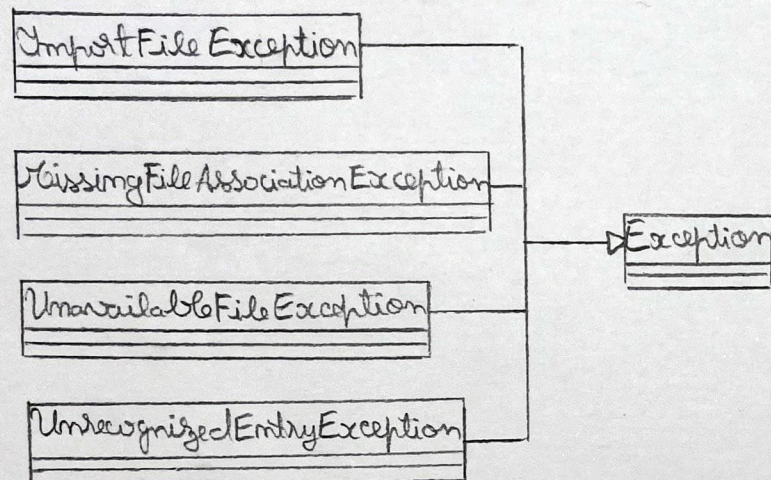 ImportFileException
MissingFileAssociationException
UnavailableFileException
UnrecognizedEntryException
Exception